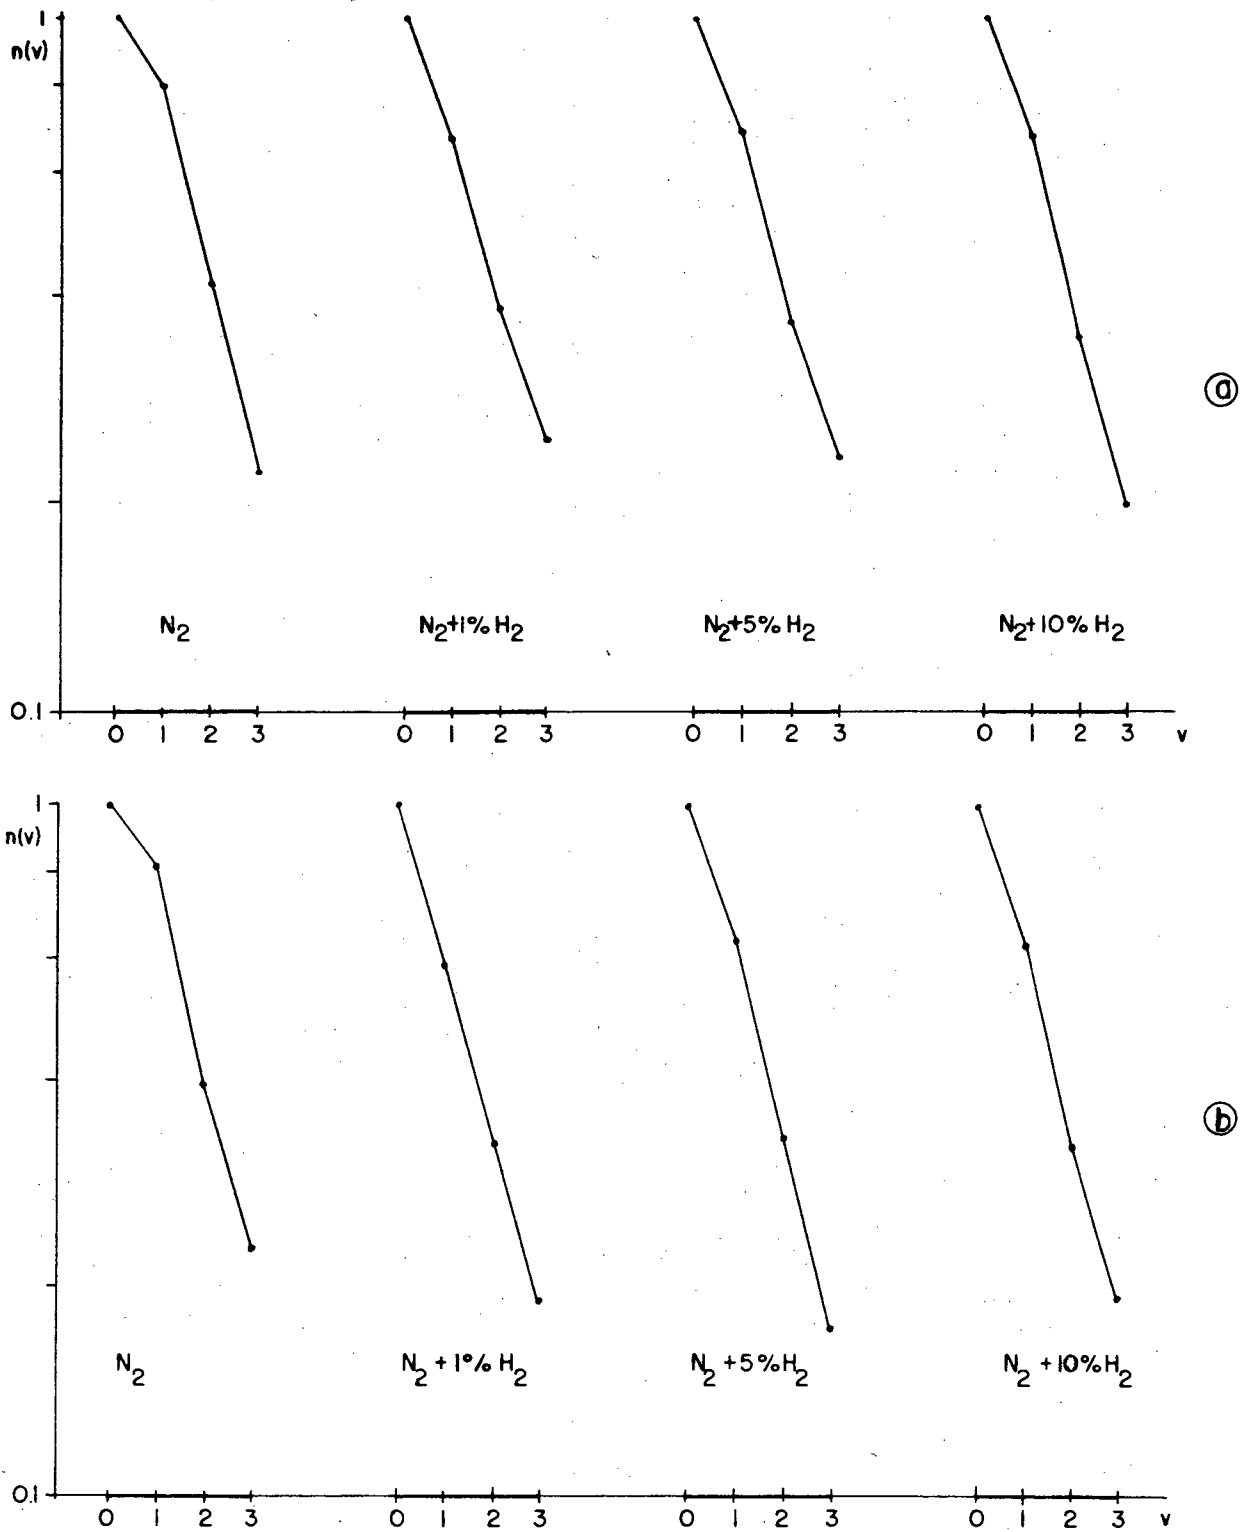 1
n(v)
ⓐ
N₂ N₂+1% H₂ N₂+5% H₂ N₂+10% H₂
0.1
0 1 2 3 0 1 2 3 0 1 2 3 0 1 2 3 v
1
n(v)
ⓑ
N₂ N₂ + 1% H₂ N₂ + 5% H₂ N₂ + 10% H₂
0.1
0 1 2 3 0 1 2 3 0 1 2 3 0 1 2 3 v